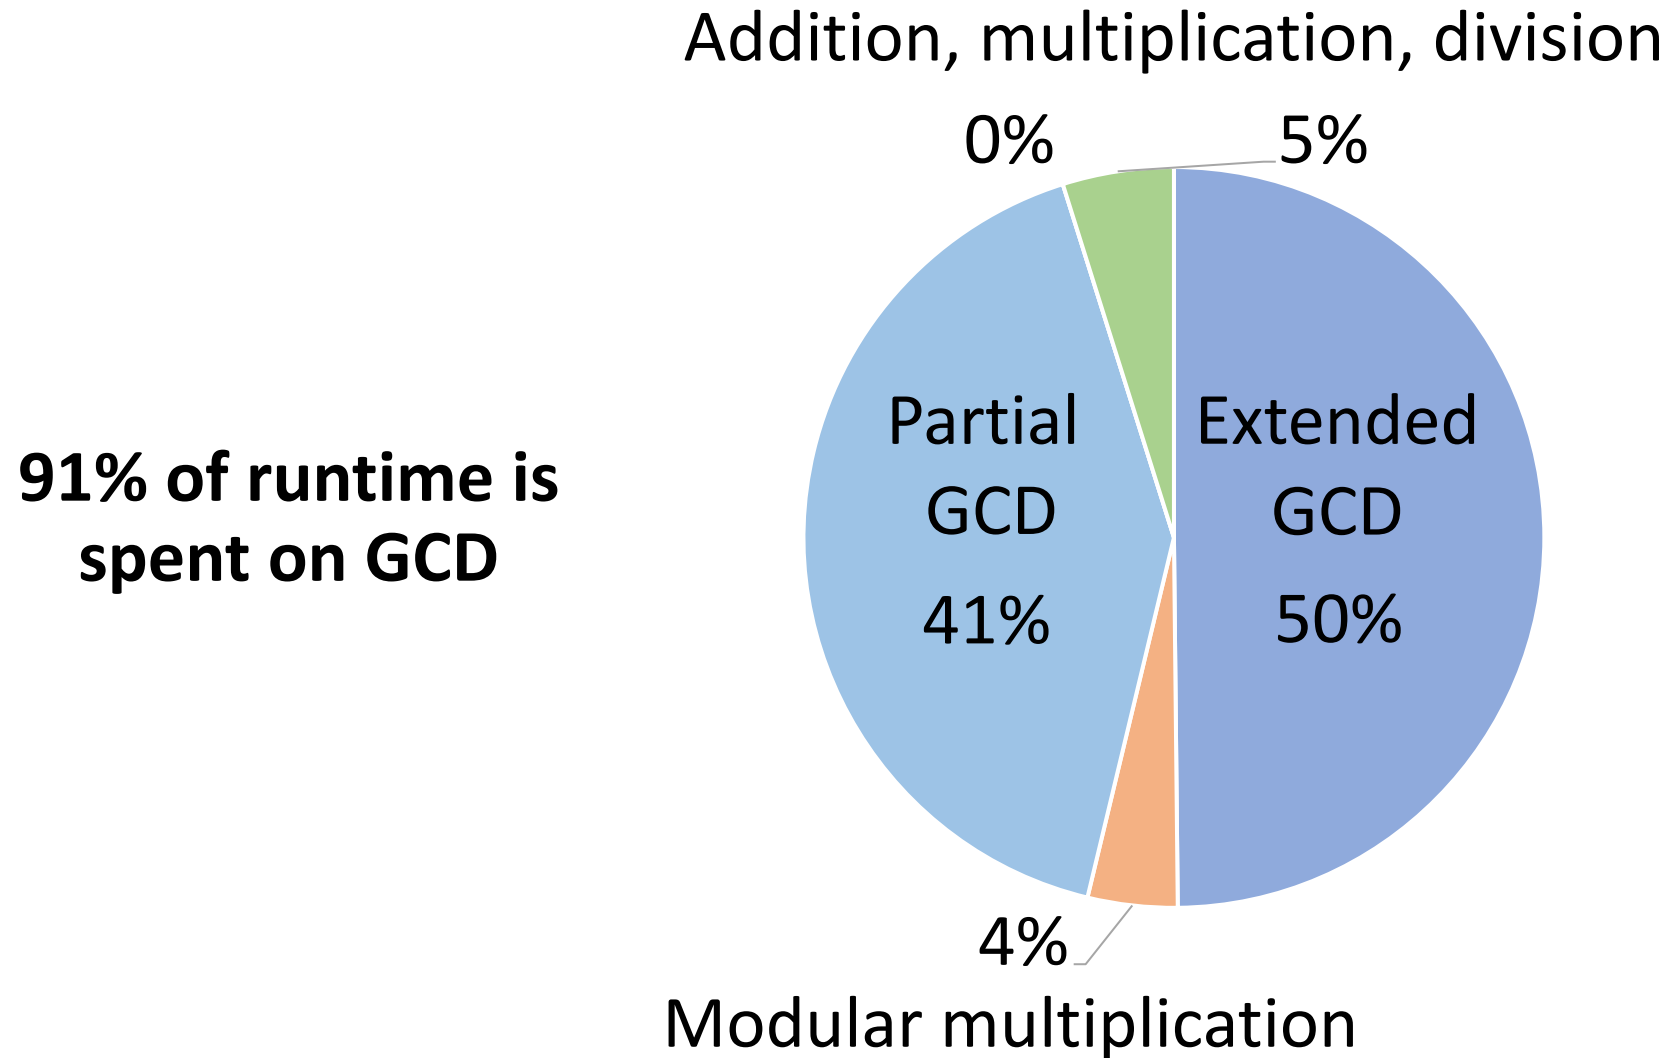 Addition, multiplication, division
0%
5%
Partial
GCD
41%
Extended
GCD
50%
91% of runtime is
spent on GCD
4%
Modular multiplication